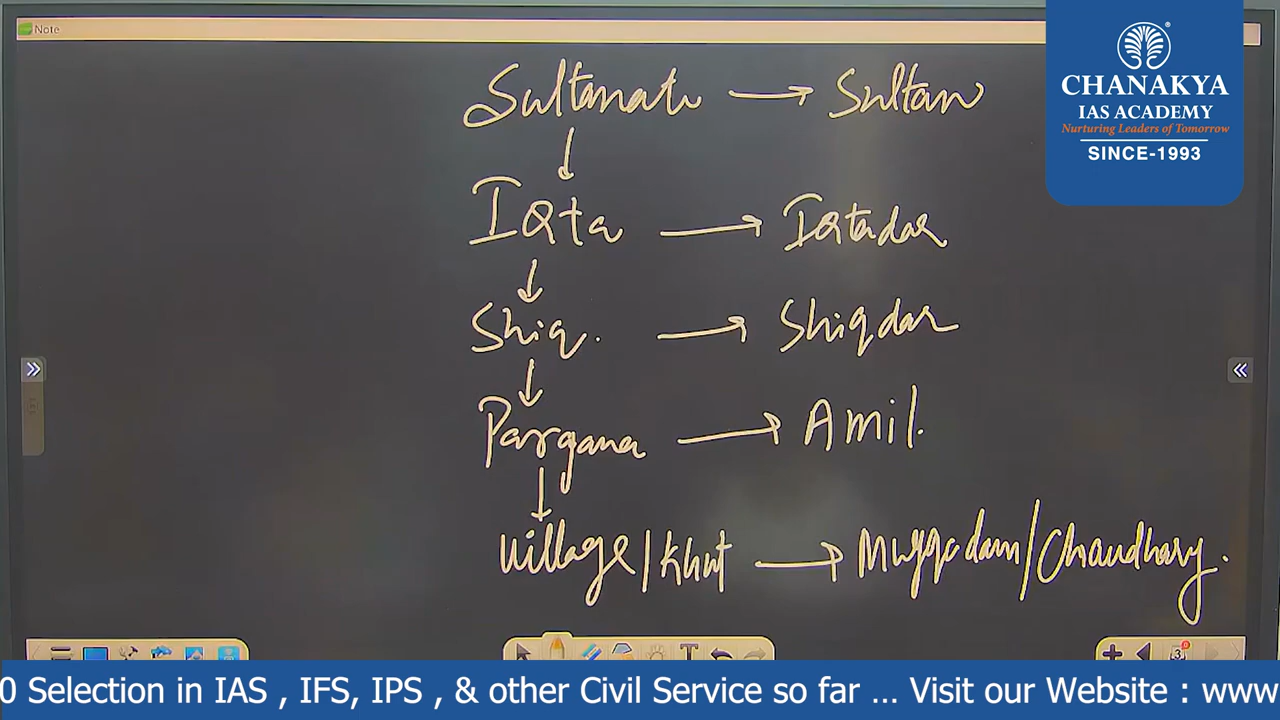 Note
CHANAKYA
IAS ACADEMY
Nurturing Leaders of Tomorrow
SINCE-1993
Sultanate → Sultan
↓
Iqta → Iqtadar
↓
Shiq. → Shiqdar
↓
Pargana → Amil.
↓
Village/Khut → Muqqadam/Chaudhary.
0 Selection in IAS , IFS, IPS , & other Civil Service so far ... Visit our Website : www